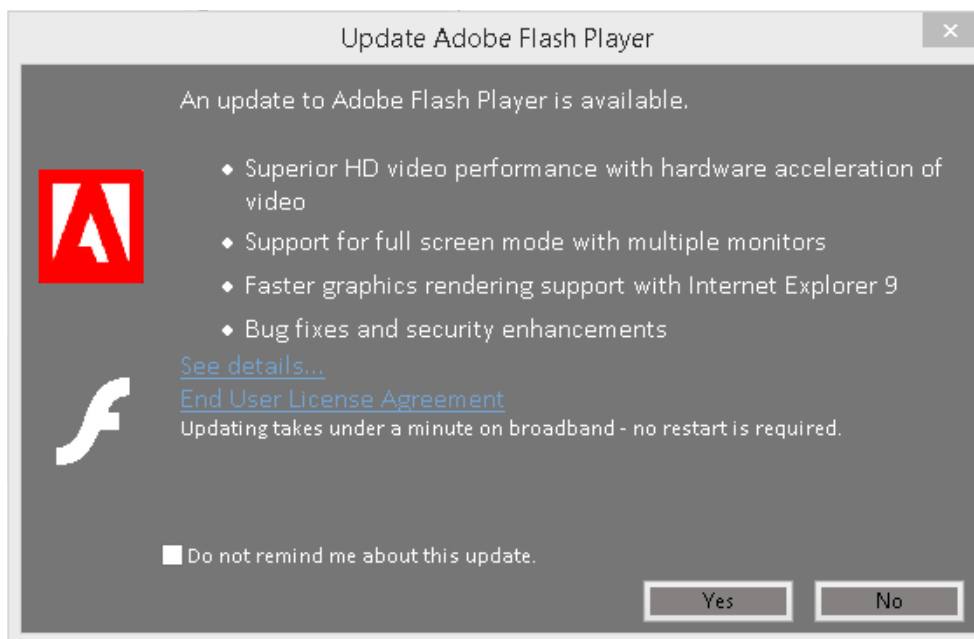 Update Adobe Flash Player
An update to Adobe Flash Player is available.
• Superior HD video performance with hardware acceleration of
video
• Support for full screen mode with multiple monitors
• Faster graphics rendering support with Internet Explorer 9
• Bug fixes and security enhancements
See details...
End User License Agreement
Updating takes under a minute on broadband - no restart is required.
Do not remind me about this update.
Yes No